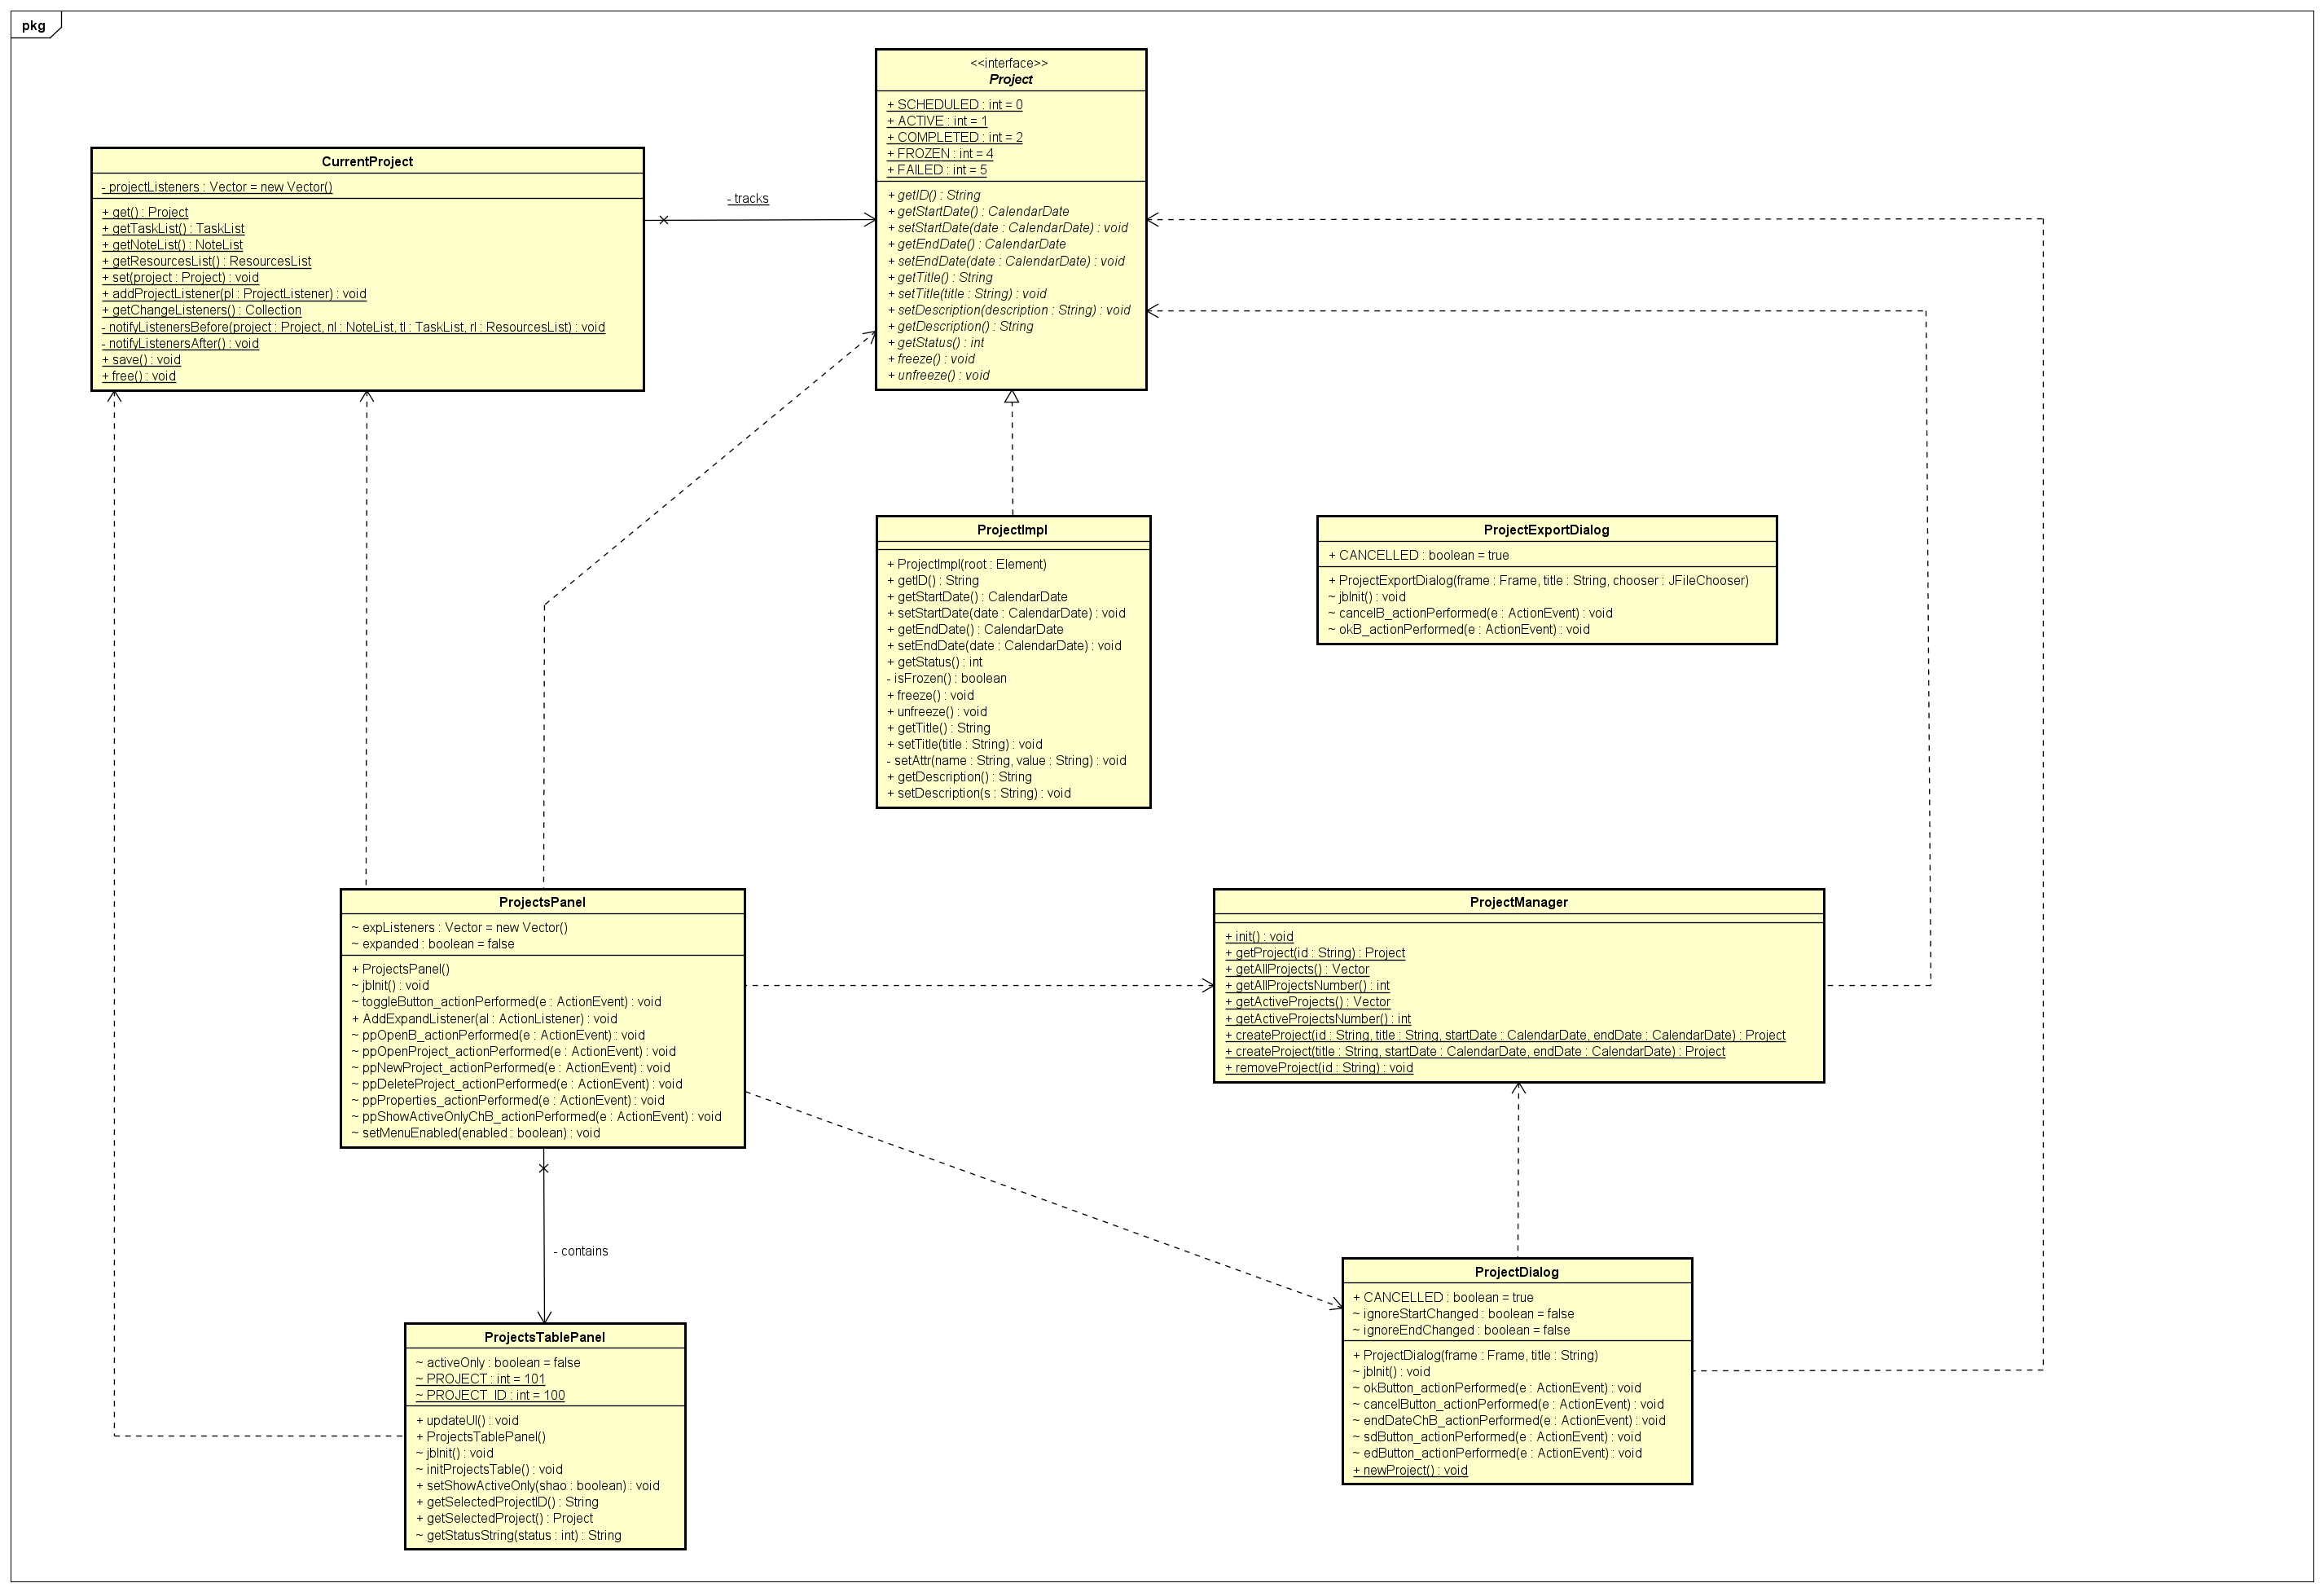 pkg
<<interface>>
Project
+ SCHEDULED : int = 0
+ ACTIVE : int = 1
+ COMPLETED : int = 2
+ FROZEN : int = 4
+ FAILED : int = 5
+ getID() : String
+ getStartDate() : CalendarDate
+ setStartDate(date : CalendarDate) : void
+ getEndDate() : CalendarDate
+ setEndDate(date : CalendarDate) : void
+ getTitle() : String
+ setTitle(title : String) : void
+ setDescription(description : String) : void
+ getDescription() : String
+ getStatus() : int
+ freeze() : void
+ unfreeze() : void
CurrentProject
- projectListeners : Vector = new Vector()
+ get() : Project
+ getTaskList() : TaskList
+ getNoteList() : NoteList
+ getResourcesList() : ResourcesList
+ set(project : Project) : void
+ addProjectListener(pl : ProjectListener) : void
+ getChangeListeners() : Collection
- notifyListenersBefore(project : Project, nl : NoteList, tl : TaskList, rl : ResourcesList) : void
- notifyListenersAfter() : void
+ save() : void
+ free() : void
- tracks
ProjectImpl
+ ProjectImpl(root : Element)
+ getID() : String
+ getStartDate() : CalendarDate
+ setStartDate(date : CalendarDate) : void
+ getEndDate() : CalendarDate
+ setEndDate(date : CalendarDate) : void
+ getStatus() : int
- isFrozen() : boolean
+ freeze() : void
+ unfreeze() : void
+ getTitle() : String
+ setTitle(title : String) : void
- setAttr(name : String, value : String) : void
+ getDescription() : String
+ setDescription(s : String) : void
ProjectExportDialog
+ CANCELLED : boolean = true
+ ProjectExportDialog(frame : Frame, title : String, chooser : JFileChooser)
~ jbInit() : void
~ cancelB_actionPerformed(e : ActionEvent) : void
~ okB_actionPerformed(e : ActionEvent) : void
ProjectsPanel
~ expListeners : Vector = new Vector()
~ expanded : boolean = false
+ ProjectsPanel()
~ jbInit() : void
~ toggleButton_actionPerformed(e : ActionEvent) : void
+ AddExpandListener(al : ActionListener) : void
~ ppOpenB_actionPerformed(e : ActionEvent) : void
~ ppOpenProject_actionPerformed(e : ActionEvent) : void
~ ppNewProject_actionPerformed(e : ActionEvent) : void
~ ppDeleteProject_actionPerformed(e : ActionEvent) : void
~ ppProperties_actionPerformed(e : ActionEvent) : void
~ ppShowActiveOnlyChB_actionPerformed(e : ActionEvent) : void
~ setMenuEnabled(enabled : boolean) : void
ProjectManager
+ init() : void
+ getProject(id : String) : Project
+ getAllProjects() : Vector
+ getAllProjectsNumber() : int
+ getActiveProjects() : Vector
+ getActiveProjectsNumber() : int
+ createProject(id : String, title : String, startDate : CalendarDate, endDate : CalendarDate) : Project
+ createProject(title : String, startDate : CalendarDate, endDate : CalendarDate) : Project
+ removeProject(id : String) : void
- contains
ProjectsTablePanel
~ activeOnly : boolean = false
~ PROJECT : int = 101
~ PROJECT_ID : int = 100
+ updateUI() : void
+ ProjectsTablePanel()
~ jbInit() : void
~ initProjectsTable() : void
+ setShowActiveOnly(shao : boolean) : void
+ getSelectedProjectID() : String
+ getSelectedProject() : Project
~ getStatusString(status : int) : String
ProjectDialog
+ CANCELLED : boolean = true
~ ignoreStartChanged : boolean = false
~ ignoreEndChanged : boolean = false
+ ProjectDialog(frame : Frame, title : String)
~ jbInit() : void
~ okButton_actionPerformed(e : ActionEvent) : void
~ cancelButton_actionPerformed(e : ActionEvent) : void
~ endDateChB_actionPerformed(e : ActionEvent) : void
~ sdButton_actionPerformed(e : ActionEvent) : void
~ edButton_actionPerformed(e : ActionEvent) : void
+ newProject() : void